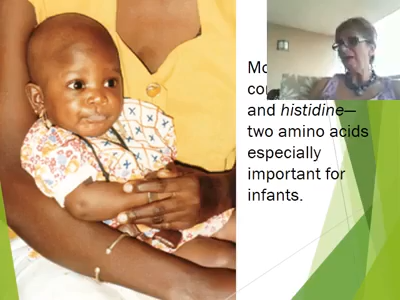 and histidine—
two amino acids
especially
important for
infants.